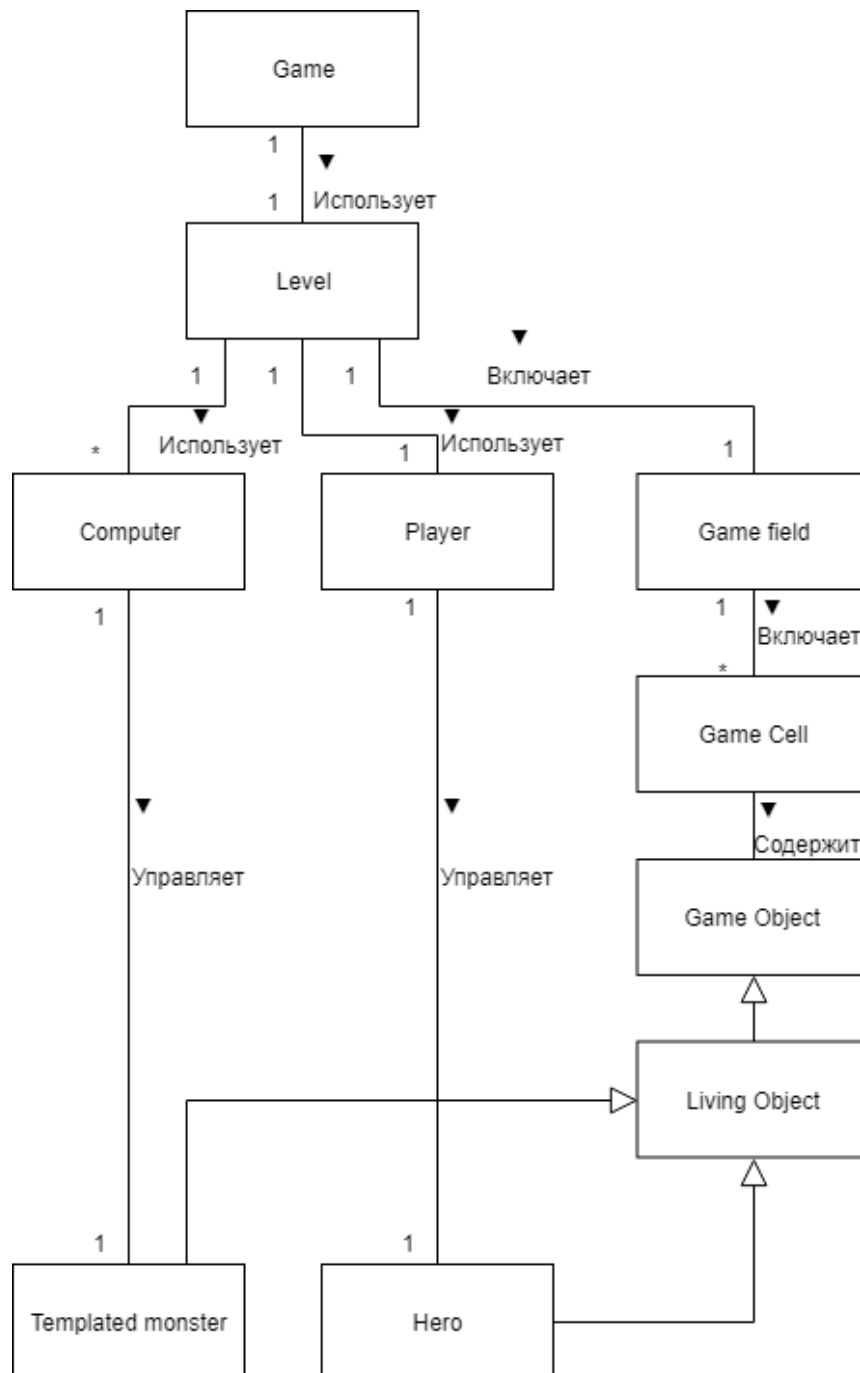 Game
1
▼
1
Использует
Level
▼
1
1
1
Включает
▼
▼
*
Использует
1
Использует
1
Computer
Player
Game field
1
1
1
▼
Включает
*
Game Cell
▼
▼
▼
Содержит
Управляет
Управляет
Game Object
Living Object
1
1
Templated monster
Hero